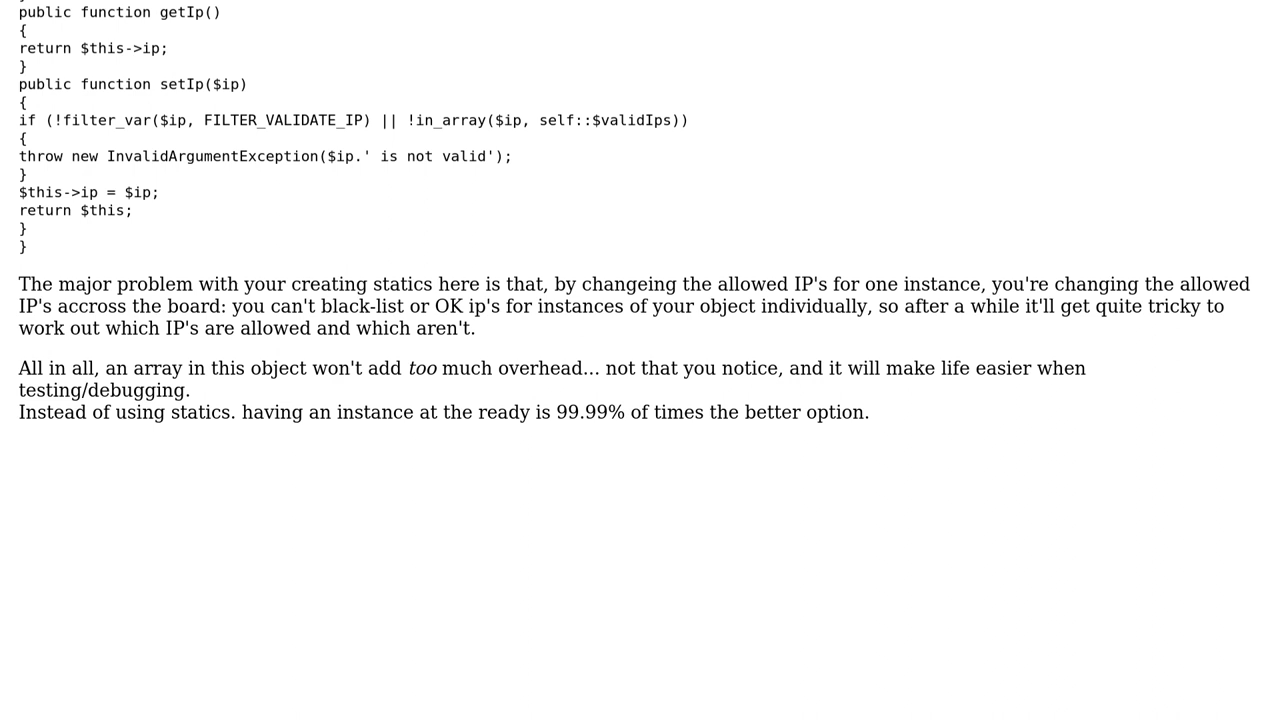 public function getIp()
{
return $this->ip;
}
public function setIp($ip)
{
if (!filter_var($ip, FILTER_VALIDATE_IP) || !in_array($ip, self::$validIps))
{
throw new InvalidArgumentException($ip.' is not valid');
}
$this->ip = $ip;
return $this;
}
}
The major problem with your creating statics here is that, by changeing the allowed IP's for one instance, you're changing the allowed
IP's accross the board: you can't black-list or OK ip's for instances of your object individually, so after a while it'll get quite tricky to
work out which IP's are allowed and which aren't.
All in all, an array in this object won't add too much overhead... not that you notice, and it will make life easier when
testing/debugging.
Instead of using statics. having an instance at the ready is 99.99% of times the better option.